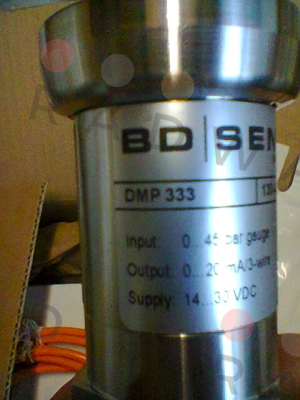 BD SEN
DMP 333 130-
Input: 0...45 bar gauge
Output: 0...20 mA/3-wire
Supply: 14...30 VDC